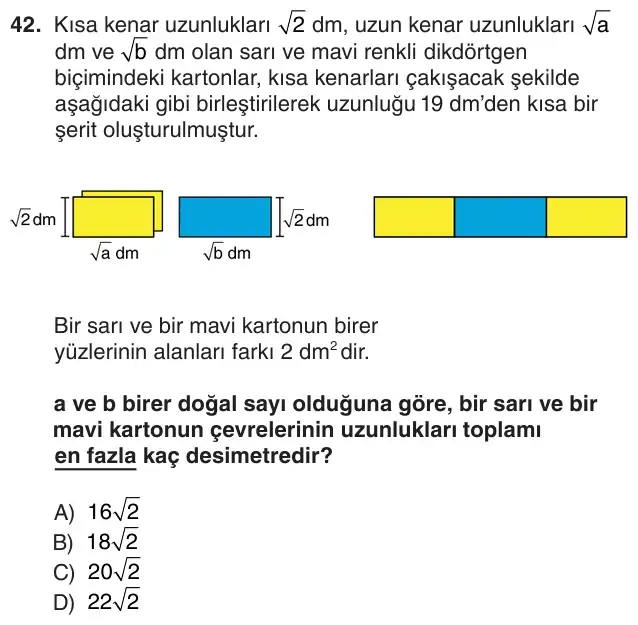 42. Kısa kenar uzunlukları √2 dm, uzun kenar uzunlukları √a
dm ve √b dm olan sarı ve mavi renkli dikdörtgen
biçimindeki kartonlar, kısa kenarları çakışacak şekilde
aşağıdaki gibi birleştirilerek uzunluğu 19 dm'den kısa bir
şerit oluşturulmuştur.
√2 dm
√2 dm
√a dm
√b dm
Bir sarı ve bir mavi kartonun birer
yüzlerinin alanları farkı 2 dm² dir.
a ve b birer doğal sayı olduğuna göre, bir sarı ve bir
mavi kartonun çevrelerinin uzunlukları toplamı
en fazla kaç desimetredir?
A) 16√2
B) 18√2
C) 20√2
D) 22√2